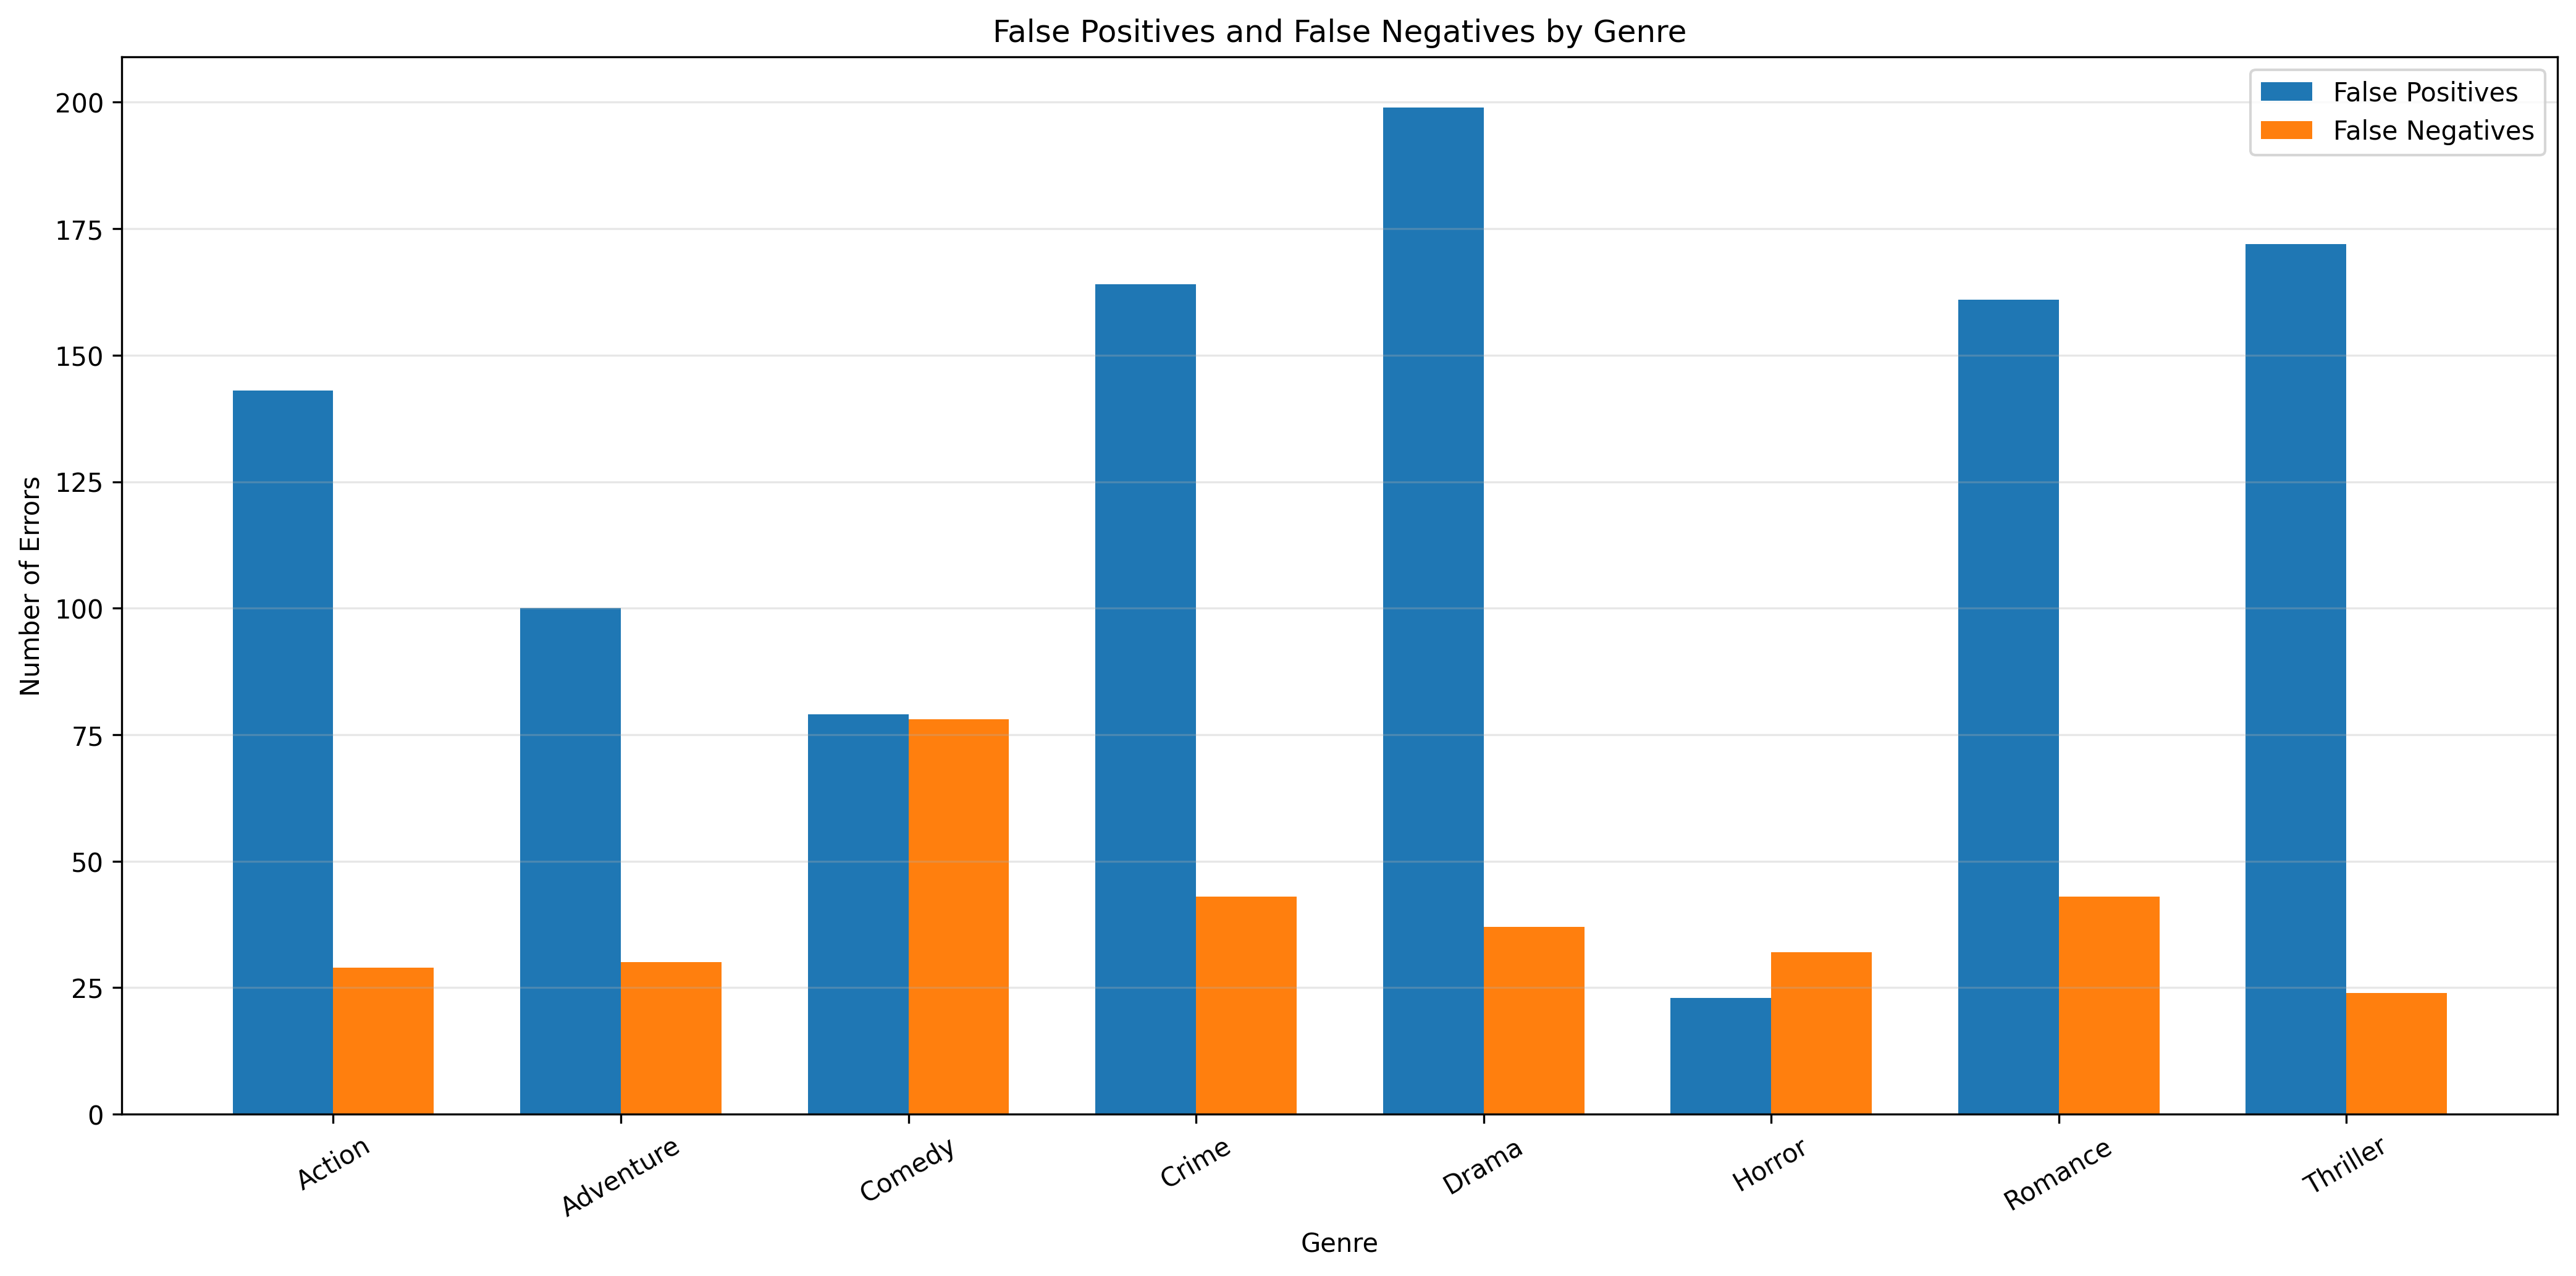 False Positives and False Negatives by Genre
False Positives
False Negatives
Number of Errors
200
175
150
125
100
75
50
25
0
Action
Adventure
Comedy
Crime
Drama
Horror
Romance
Thriller
Genre